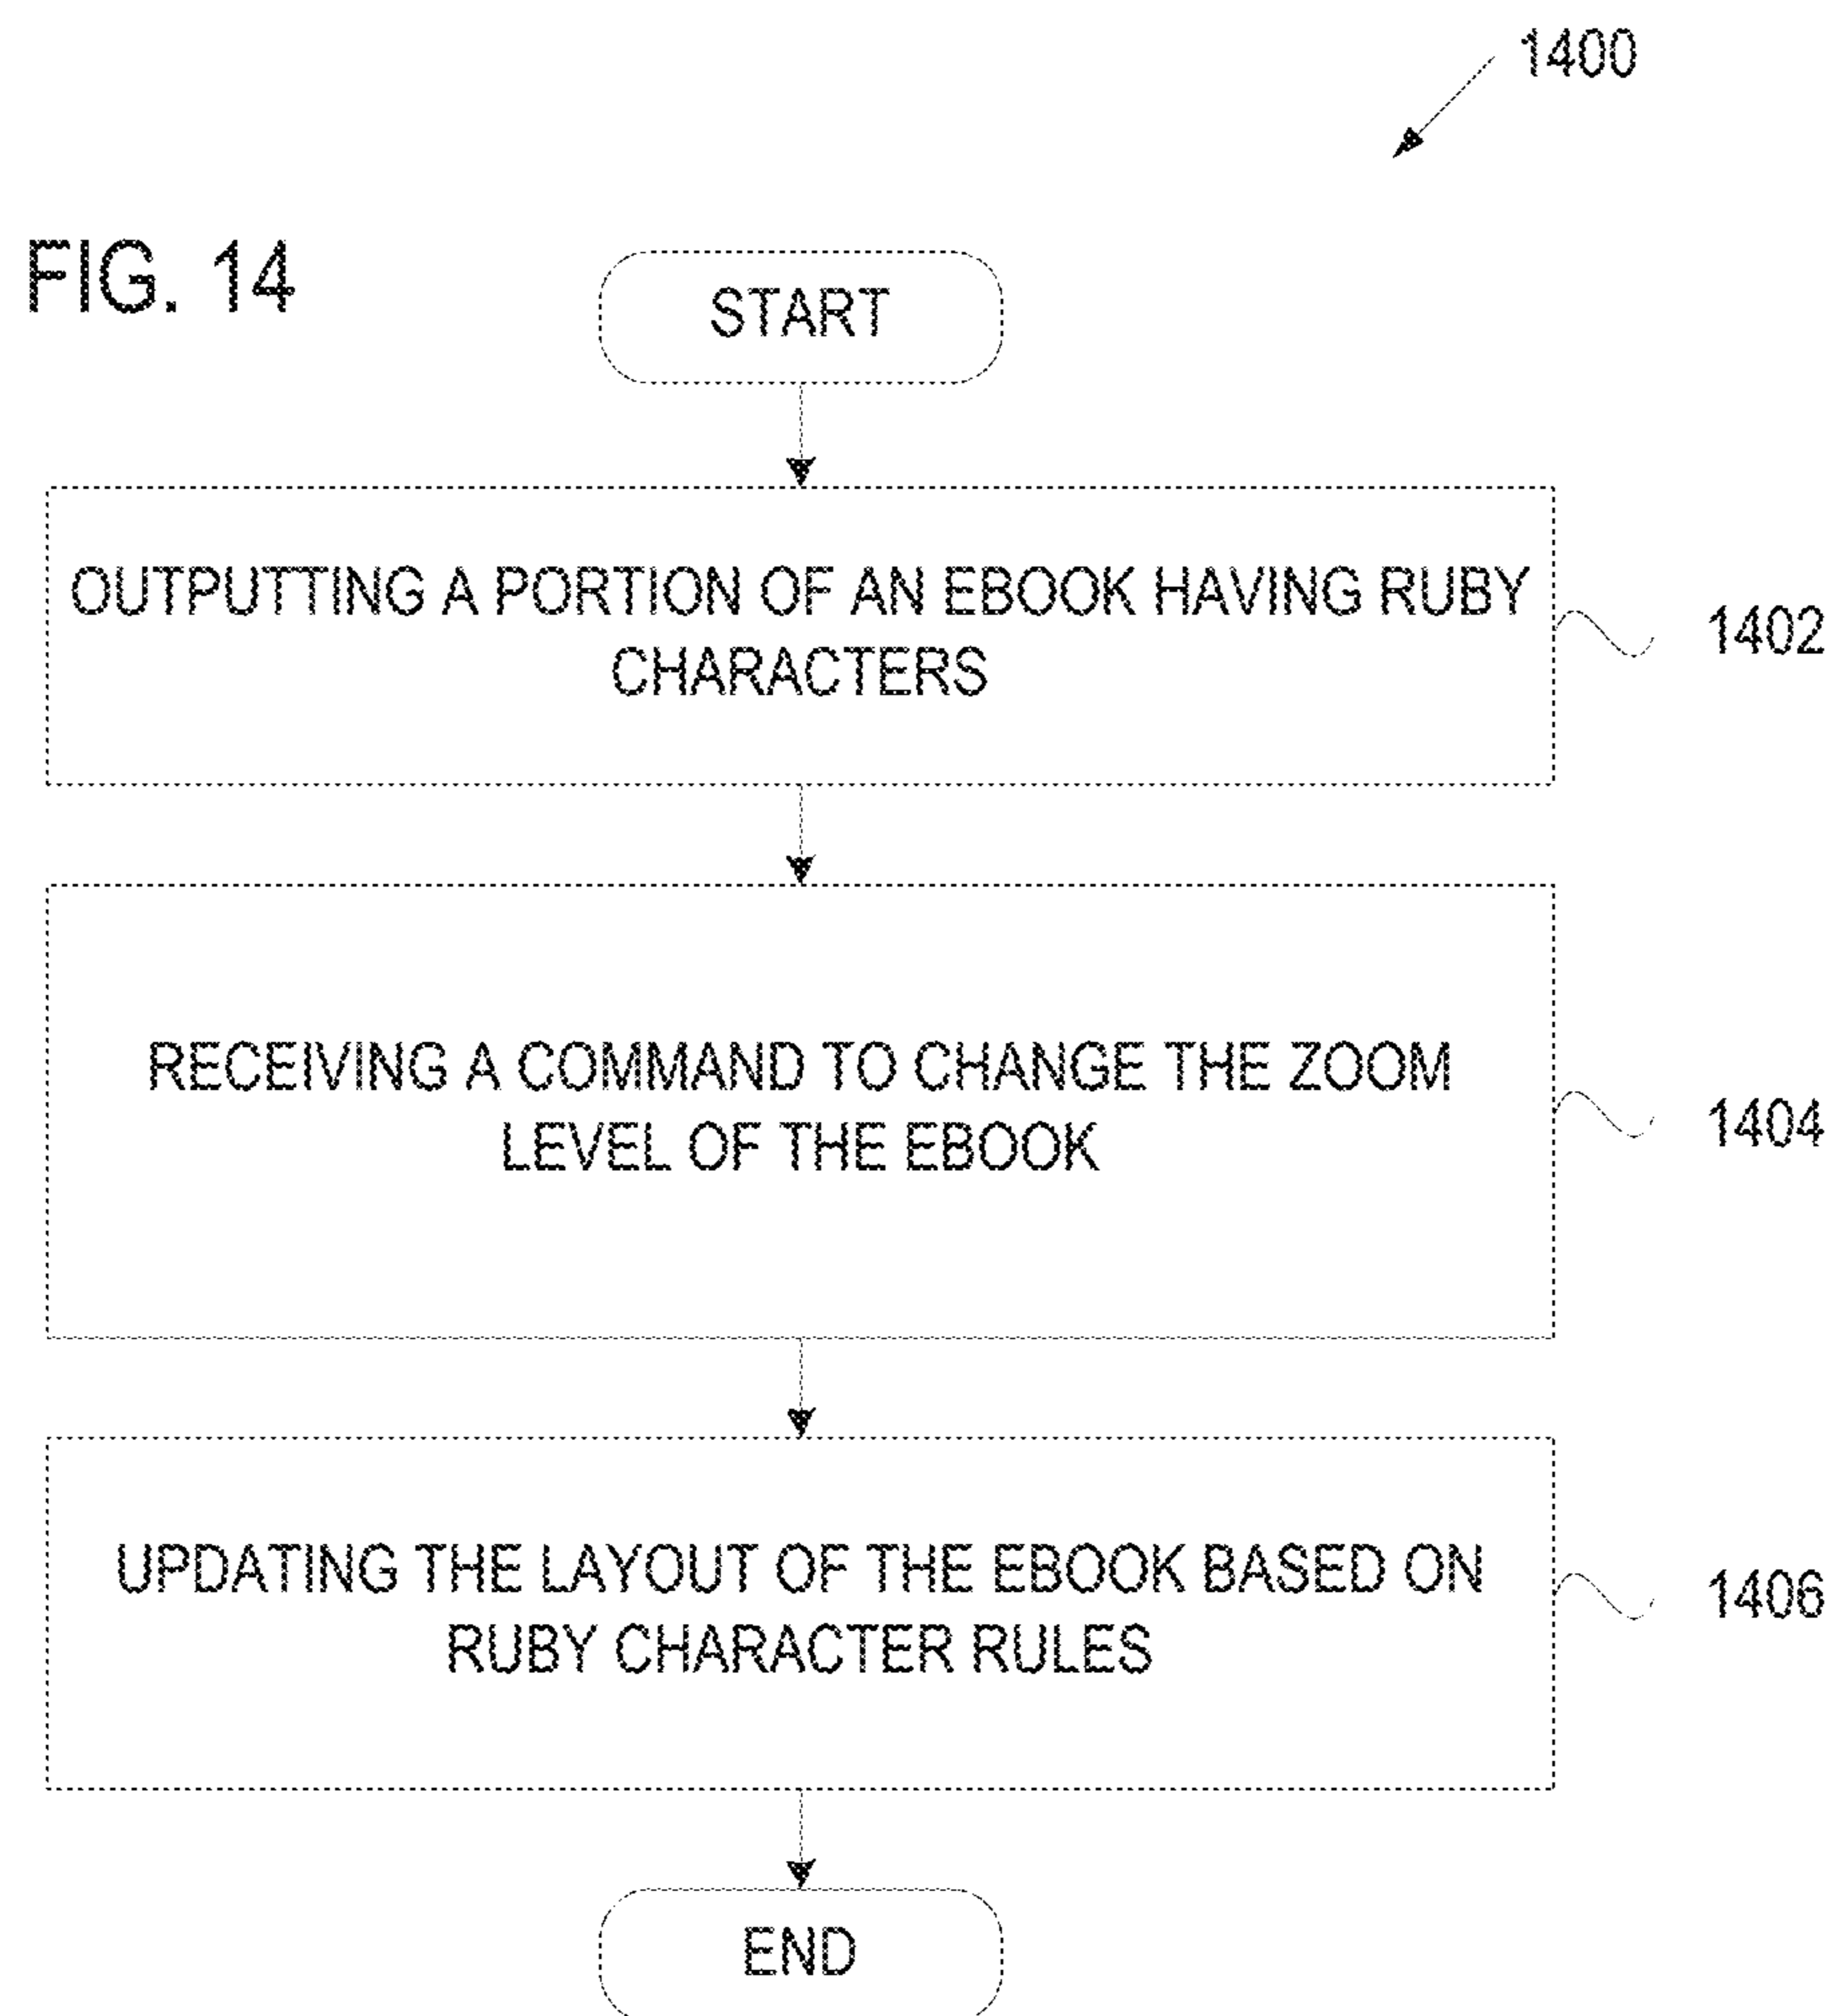 1400
FIG. 14
START
OUTPUTTING A PORTION OF AN EBOOK HAVING RUBY
CHARACTERS
1402
RECEIVING A COMMAND TO CHANGE THE ZOOM
LEVEL OF THE EBOOK
1404
UPDATING THE LAYOUT OF THE EBOOK BASED ON
RUBY CHARACTER RULES
1406
END